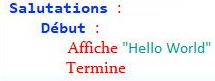 Salutations :
Début :
Affiche "Hello World"
Termine